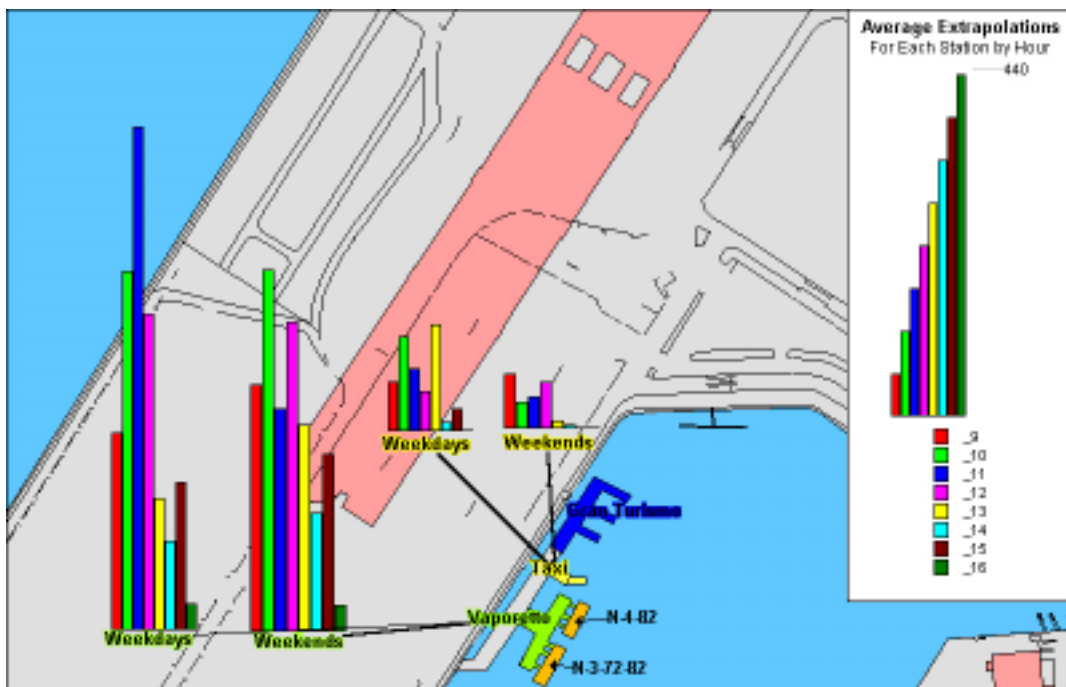 Average Extrapolations
For Each Station by Hour
440
_9
_10
_11
_12
_13
_14
_15
_16
Weekdays
Weekends
Gran Turismo
Taxi
Vaporetto
N-4-82
N-3-72-82
Weekdays
Weekends